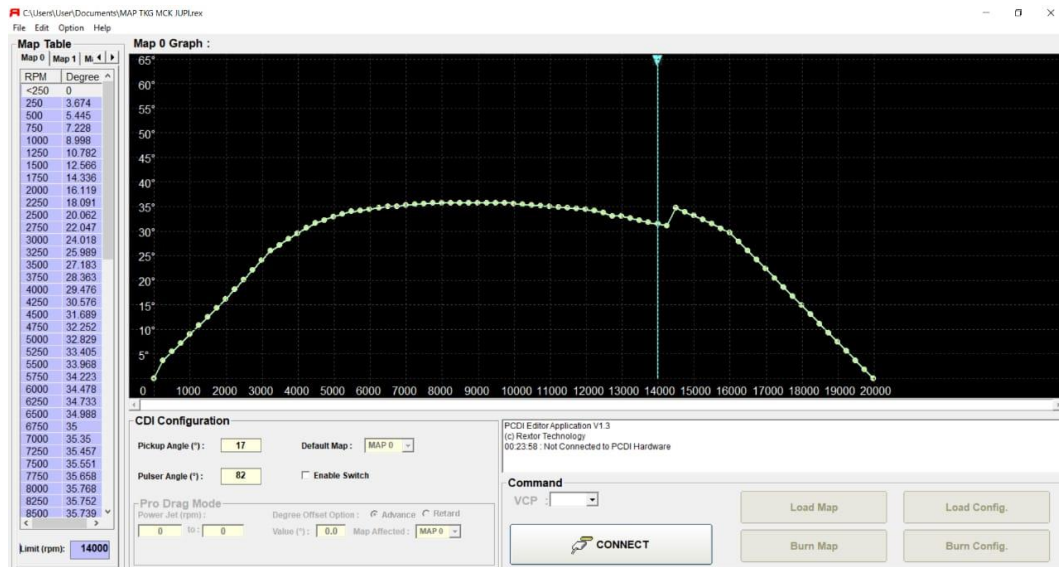 C:\Users\User\Documents\MAP TKG MCK JUPI.rex
File Edit Option Help
Map Table
Map 0 Map 1
RPM Degree
<250 0
250 3.674
500 5.445
750 7.228
1000 8.998
1250 10.782
1500 12.566
1750 14.336
2000 16.119
2250 18.091
2500 20.062
2750 22.047
3000 24.018
3250 25.989
3500 27.183
3750 28.363
4000 29.476
4250 30.576
4500 31.689
4750 32.252
5000 32.829
5250 33.405
5500 33.968
5750 34.223
6000 34.478
6250 34.733
6500 34.988
6750 35
7000 35.35
7250 35.457
7500 35.551
7750 35.658
8000 35.768
8250 35.752
8500 35.739
Limit (rpm): 14000
Map 0 Graph :
65°
60°
55°
50°
45°
40°
35°
30°
25°
20°
15°
10°
5°
0 1000 2000 3000 4000 5000 6000 7000 8000 9000 10000 11000 12000 13000 14000 15000 16000 17000 18000 19000 20000
CDI Configuration
Pickup Angle (°) : 17 Default Map : MAP 0
Pulser Angle (°) : 82 Enable Switch
Pro Drag Mode
Power Jet (rpm) : Degree Offset Option : Advance Retard
0 to : 0 Value (°) : 0.0 Map Affected : MAP 0
PCDI Editor Application V1.3
(c) Rextor Technology
00:23:58 : Not Connected to PCDI Hardware
Command
VCP :
CONNECT
Load Map Load Config.
Burn Map Burn Config.